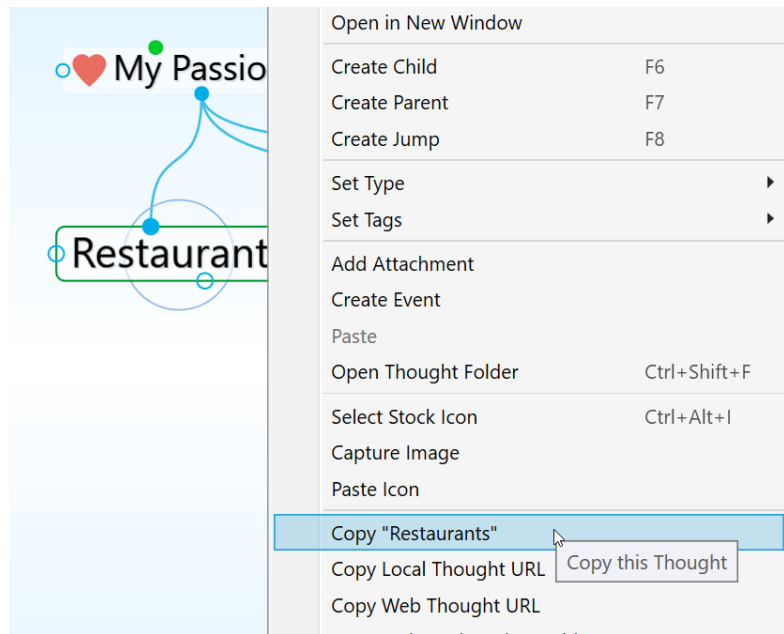 My Passio
Restaurant
Open in New Window
Create Child F6
Create Parent F7
Create Jump F8
Set Type
Set Tags
Add Attachment
Create Event
Paste
Open Thought Folder Ctrl+Shift+F
Select Stock Icon Ctrl+Alt+I
Capture Image
Paste Icon
Copy "Restaurants"
Copy this Thought
Copy Local Thought URL
Copy Web Thought URL